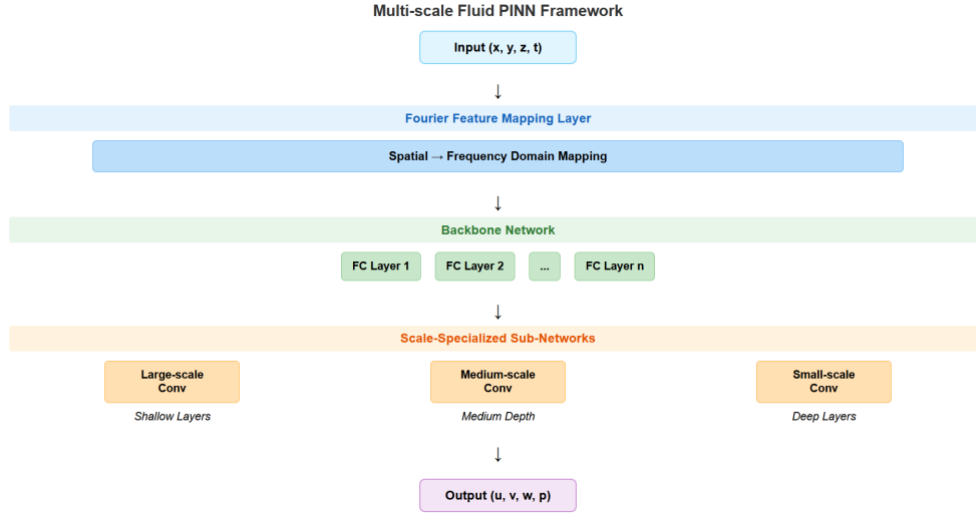 Multi-scale Fluid PINN Framework
Input (x, y, z, t)
↓
Fourier Feature Mapping Layer
Spatial → Frequency Domain Mapping
↓
Backbone Network
FC Layer 1 FC Layer 2 ... FC Layer n
↓
Scale-Specialized Sub-Networks
Large-scale
Conv
Shallow Layers
Medium-scale
Conv
Medium Depth
Small-scale
Conv
Deep Layers
↓
Output (u, v, w, p)